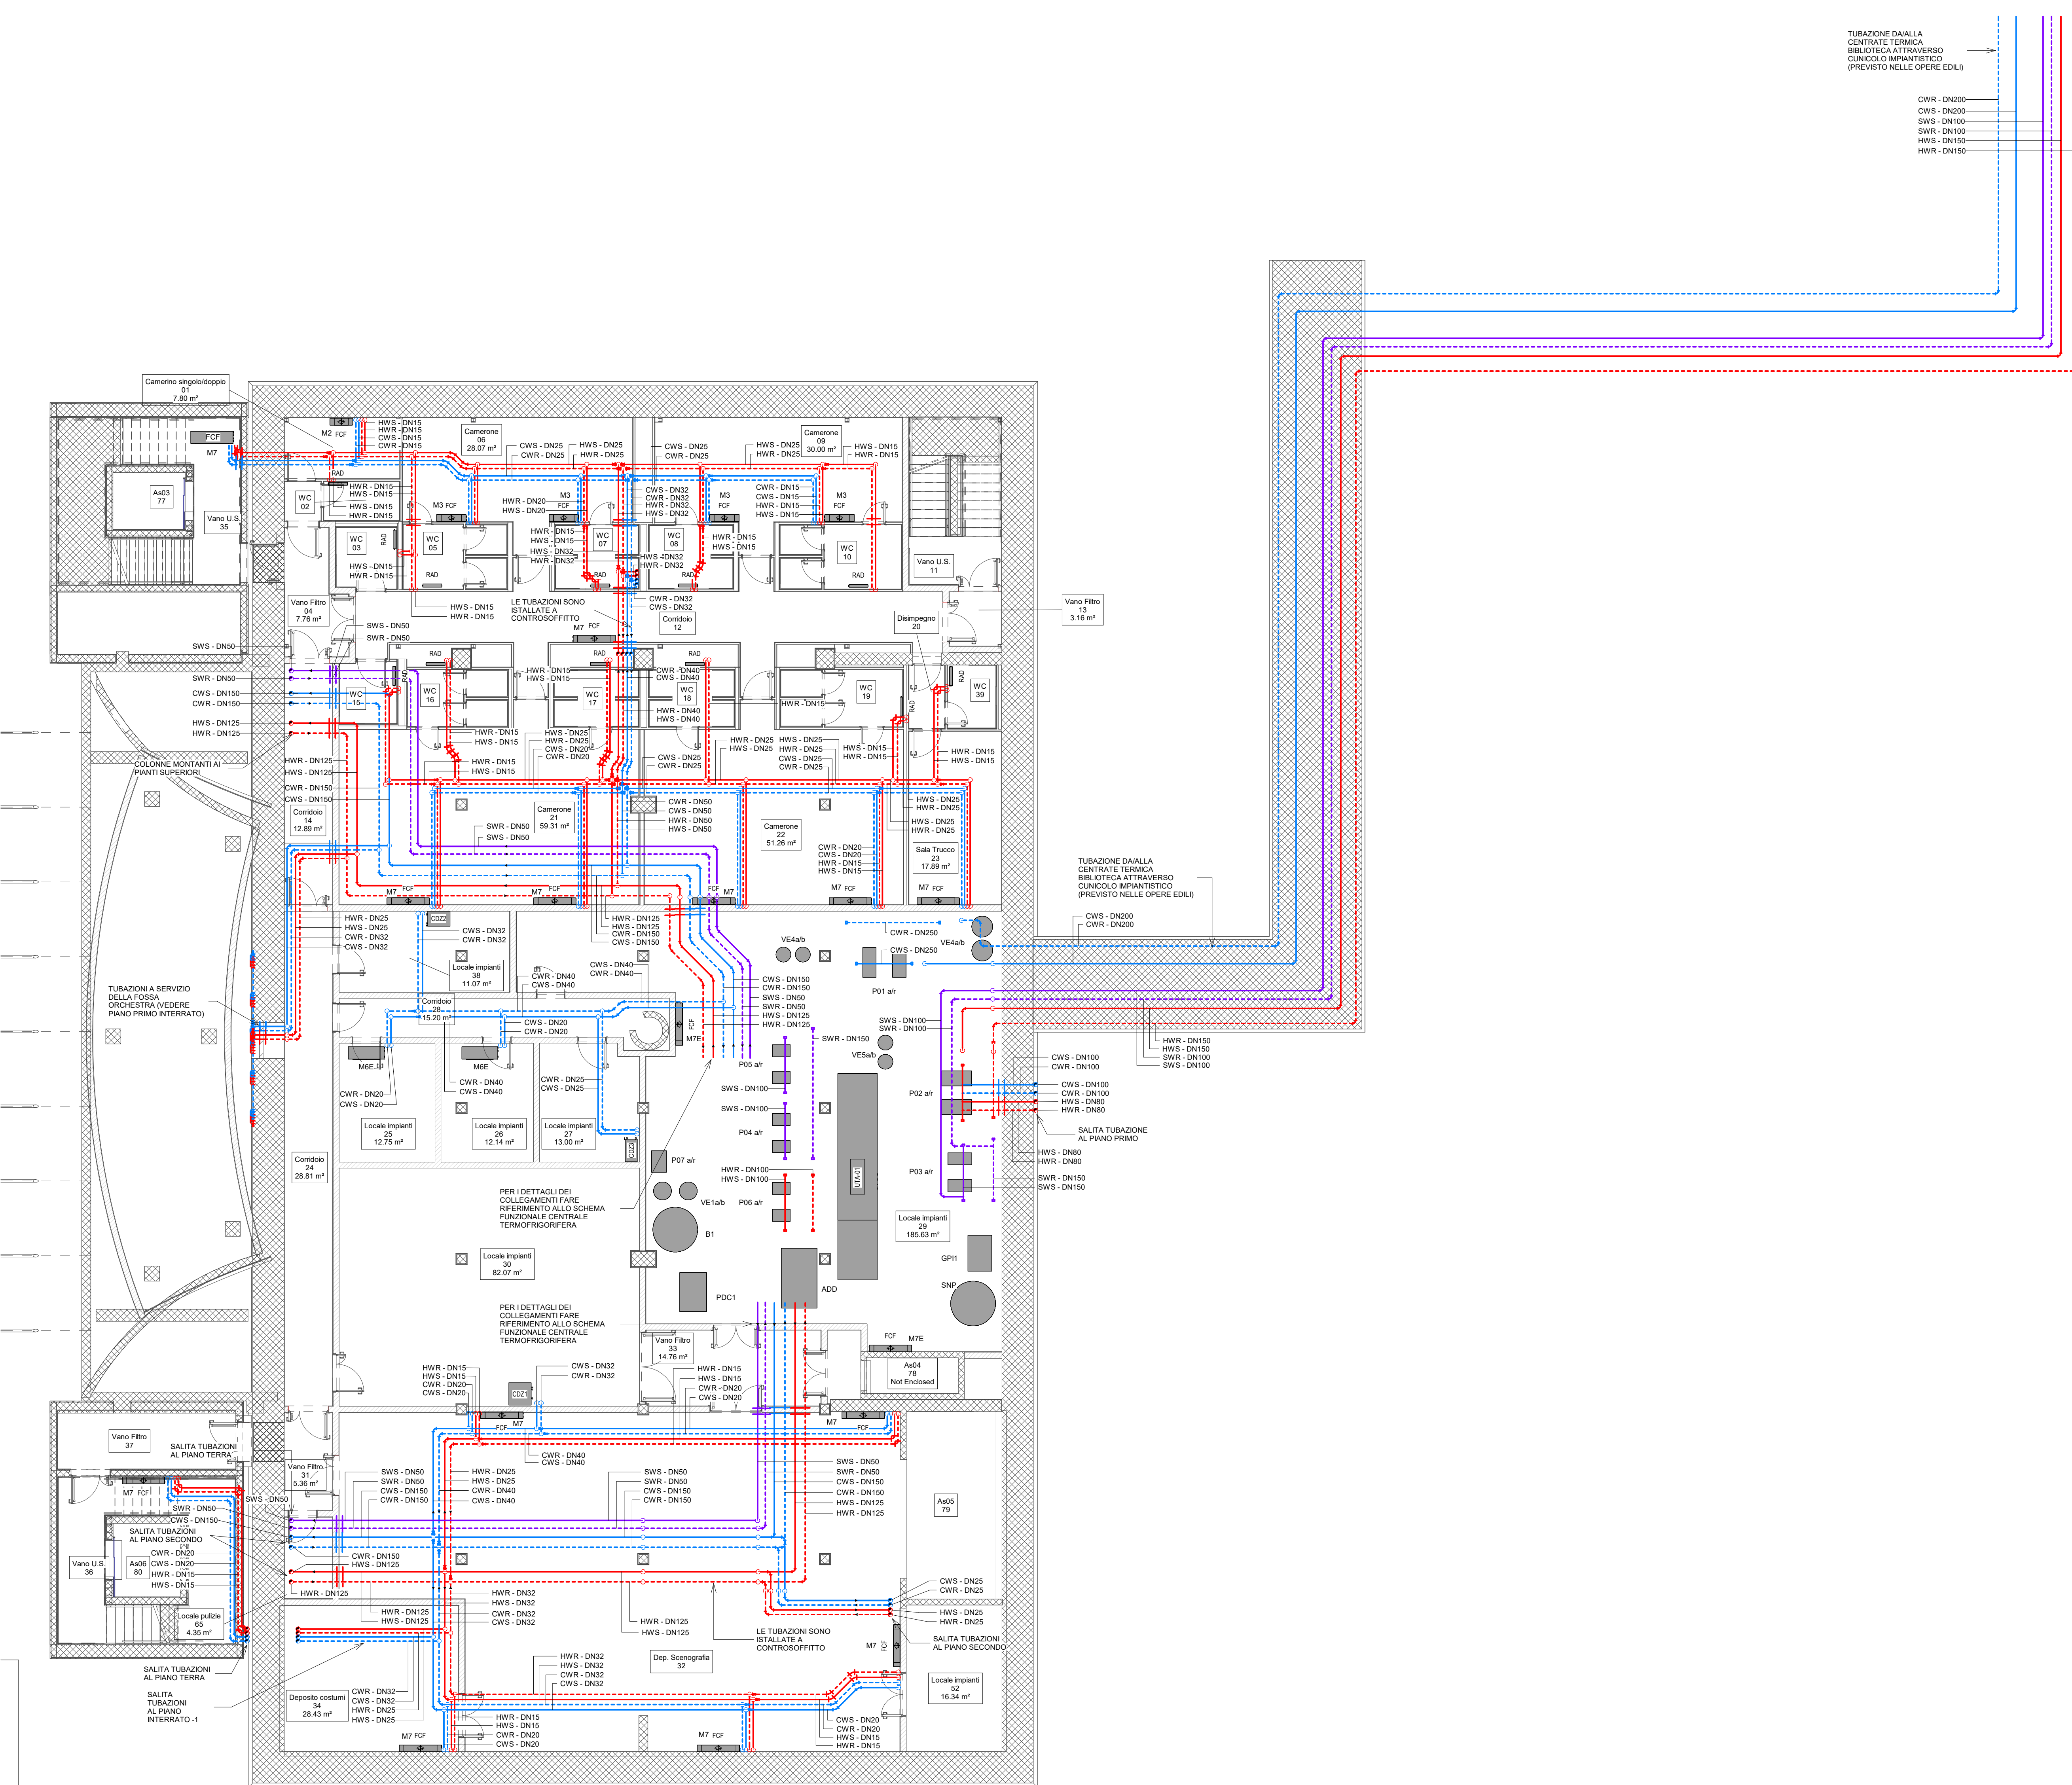 TUBAZIONE DA/ALLA
CENTRATE TERMICA
BIBLIOTECA ATTRAVERSO
CUNICOLO IMPIANTISTICO
(PREVISTO NELLE OPERE EDILI)
CWR - DN200
CWS - DN200
SWS - DN100
SWR - DN100
HWS - DN150
HWR - DN150
Camerino singolo/doppio
01
7.80 m²
FCF
M7
As03
77
Vano U.S.
35
M2 FCF
HWS - DN15
HWR - DN15
CWS - DN15
CWR - DN15
Camerone
06
28.07 m²
CWS - DN25
CWR - DN25
HWS - DN25
HWR - DN25
CWS - DN25
CWR - DN25
HWS - DN25
HWR - DN25
Camerone
09
30.00 m²
HWS - DN15
HWR - DN15
RAD
WC
02
HWR - DN15
HWS - DN15
HWS - DN15
HWR - DN15
M3 FCF
HWR - DN20
HWS - DN20
M3
FCF
CWS - DN32
CWR - DN32
HWR - DN32
HWS - DN32
M3
FCF
CWR - DN15
CWS - DN15
HWR - DN15
HWS - DN15
M3
FCF
WC
03
RAD
WC
05
HWR - DN15
HWS - DN15
HWS - DN32
HWR - DN32
WC
07
HWS - DN32
HWR - DN32
WC
08
HWR - DN15
HWS - DN15
WC
10
Vano U.S.
11
HWS - DN15
HWR - DN15
RAD
RAD
RAD
RAD
Vano Filtro
04
7.76 m²
HWS - DN15
HWR - DN15
LE TUBAZIONI SONO
ISTALLATE A
CONTROSOFFITTO
CWR - DN32
CWS - DN32
Corridoio
12
Disimpegno
20
Vano Filtro
13
3.16 m²
SWS - DN50
SWR - DN50
M7 FCF
SWS - DN50
SWR - DN50
CWS - DN150
CWR - DN150
HWS - DN125
HWR - DN125
RAD
WC
15
RAD
WC
16
HWR - DN15
HWS - DN15
RAD
WC
17
CWR - DN40
CWS - DN40
RAD
WC
18
HWR - DN40
HWS - DN40
HWR - DN15
WC
19
RAD
RAD
WC
39
COLONNE MONTANTI AI
PIANTI SUPERIORI
HWR - DN125
HWS - DN125
CWR - DN150
CWS - DN150
HWR - DN15
HWS - DN15
HWR - DN15
HWS - DN15
HWS - DN25
HWR - DN25
CWS - DN20
CWR - DN20
CWS - DN25
CWR - DN25
HWR - DN25
HWS - DN25
HWS - DN25
HWR - DN25
CWS - DN25
CWR - DN25
HWS - DN15
HWR - DN15
HWR - DN15
HWS - DN15
Corridoio
14
12.89 m²
Camerone
21
59.31 m²
CWR - DN50
CWS - DN50
HWR - DN50
HWS - DN50
Camerone
22
51.26 m²
HWS - DN25
HWR - DN25
HWS - DN25
HWR - DN25
Sala Trucco
23
17.89 m²
SWR - DN50
SWS - DN50
CWR - DN20
CWS - DN20
HWR - DN15
HWS - DN15
M7 FCF
M7 FCF
FCF M7
M7 FCF
M7 FCF
TUBAZIONE DA/ALLA
CENTRATE TERMICA
BIBLIOTECA ATTRAVERSO
CUNICOLO IMPIANTISTICO
(PREVISTO NELLE OPERE EDILI)
CWS - DN200
CWR - DN200
HWR - DN25
HWS - DN25
CWR - DN32
CWS - DN32
CDZ2
CWS - DN32
CWR - DN32
HWR - DN125
HWS - DN125
CWR - DN150
CWS - DN150
VE4a/b
CWR - DN250
CWS - DN250
VE4a/b
Locale impianti
38
11.07 m²
CWS - DN40
CWR - DN40
CWR - DN40
CWS - DN40
CWS - DN150
CWR - DN150
SWS - DN50
SWR - DN50
HWS - DN125
HWR - DN125
P01 a/r
TUBAZIONI A SERVIZIO
DELLA FOSSA
ORCHESTRA (VEDERE
PIANO PRIMO INTERRATO)
Corridoio
28
15.20 m²
CWS - DN20
CWR - DN20
FCF
M7E
SWR - DN150
VE5a/b
SWS - DN100
SWR - DN100
HWR - DN150
HWS - DN150
SWR - DN100
SWS - DN100
CWS - DN100
CWR - DN100
M6E
M6E
CWR - DN20
CWS - DN20
CWR - DN40
CWS - DN40
CWR - DN25
CWS - DN25
P05 a/r
SWS - DN100
SWS - DN100
P04 a/r
P02 a/r
CWS - DN100
CWR - DN100
HWS - DN80
HWR - DN80
SALITA TUBAZIONE
AL PIANO PRIMO
HWS - DN80
HWR - DN80
SWR - DN150
SWS - DN150
Locale impianti
25
12.75 m²
Locale impianti
26
12.14 m²
Locale impianti
27
13.00 m²
CDZ3
P07 a/r
HWR - DN100
HWS - DN100
UTA-01
P03 a/r
Corridoio
24
28.81 m²
PER I DETTAGLI DEI
COLLEGAMENTI FARE
RIFERIMENTO ALLO SCHEMA
FUNZIONALE CENTRALE
TERMOFRIGORIFERA
VE1a/b
P06 a/r
B1
Locale impianti
29
185.63 m²
Locale impianti
30
82.07 m²
GPI1
SNP
PDC1
ADD
PER I DETTAGLI DEI
COLLEGAMENTI FARE
RIFERIMENTO ALLO SCHEMA
FUNZIONALE CENTRALE
TERMOFRIGORIFERA
Vano Filtro
33
14.76 m²
FCF M7E
As04
78
Not Enclosed
HWR - DN15
HWS - DN15
CWR - DN20
CWS - DN20
CDZ1
CWS - DN32
CWR - DN32
HWR - DN15
HWS - DN15
CWR - DN20
CWS - DN20
M7
FCF
M7
FCF
Vano Filtro
37
SALITA TUBAZIONI
AL PIANO TERRA
Vano Filtro
31
5.36 m²
CWR - DN40
CWS - DN40
M7 FCF
SWS - DN50
SWR - DN50
CWS - DN150
SWS - DN50
SWR - DN50
CWS - DN150
CWR - DN150
HWR - DN25
HWS - DN25
CWR - DN40
CWS - DN40
SWS - DN50
SWR - DN50
CWS - DN150
CWR - DN150
SWS - DN50
SWR - DN50
CWS - DN150
CWR - DN150
HWS - DN125
HWR - DN125
As05
79
SALITA TUBAZIONI
AL PIANO SECONDO
Vano U.S.
36
As06
80
CWR - DN20
CWS - DN20
HWR - DN15
HWS - DN15
CWR - DN150
HWS - DN125
HWR - DN125
Locale pulizie
65
4.35 m²
HWR - DN125
HWS - DN125
HWR - DN32
HWS - DN32
CWR - DN32
CWS - DN32
HWR - DN125
HWS - DN125
LE TUBAZIONI SONO
ISTALLATE A
CONTROSOFFITTO
CWS - DN25
CWR - DN25
HWS - DN25
HWR - DN25
M7 FCF
SALITA TUBAZIONI
AL PIANO SECONDO
SALITA TUBAZIONI
AL PIANO TERRA
SALITA
TUBAZIONI
AL PIANO
INTERRATO -1
Deposito costumi
34
28.43 m²
CWR - DN32
CWS - DN32
HWR - DN25
HWS - DN25
HWR - DN32
HWS - DN32
CWR - DN32
CWS - DN32
Dep. Scenografia
32
Locale impianti
52
16.34 m²
HWR - DN15
HWS - DN15
CWR - DN20
CWS - DN20
CWS - DN20
CWR - DN20
HWS - DN15
HWR - DN15
M7 FCF
M7 FCF